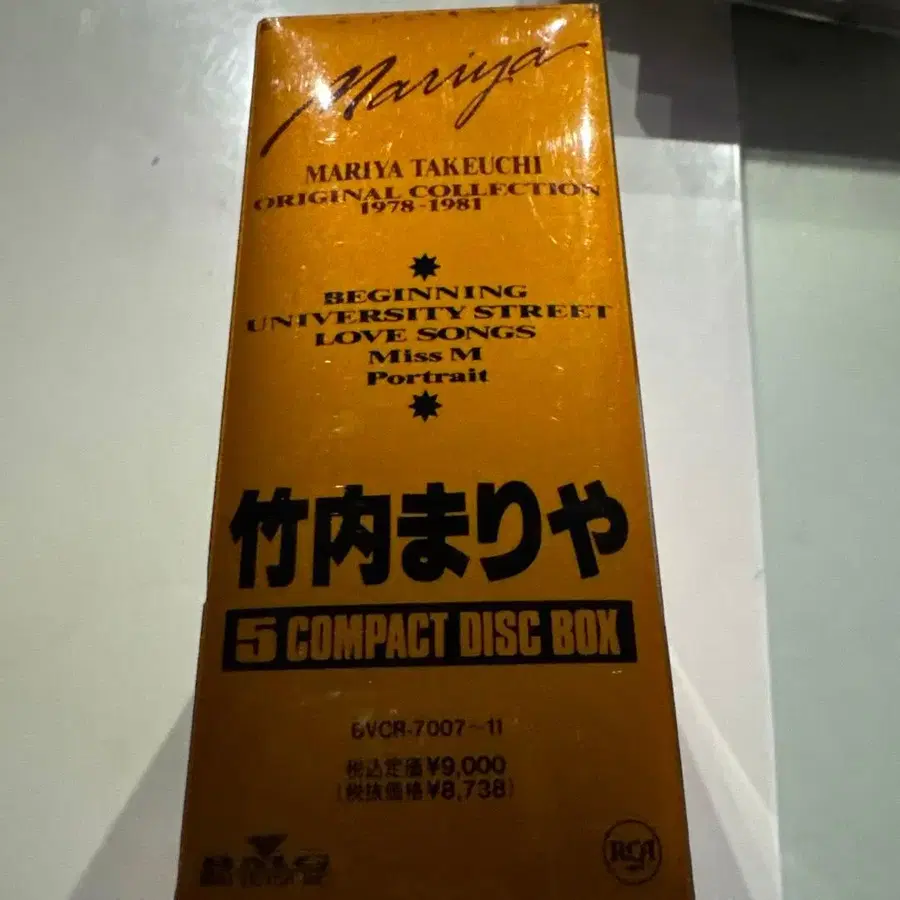 Mariya
MARIYA TAKEUCHI
ORIGINAL COLLECTION
1978-1981
BEGINNING
UNIVERSITY STREET
LOVE SONGS
Miss M
Portrait
竹内まりや
5 COMPACT DISC BOX
BVCR-7007~11
税込定価¥9,000
(税抜価格¥8,738)
RCA